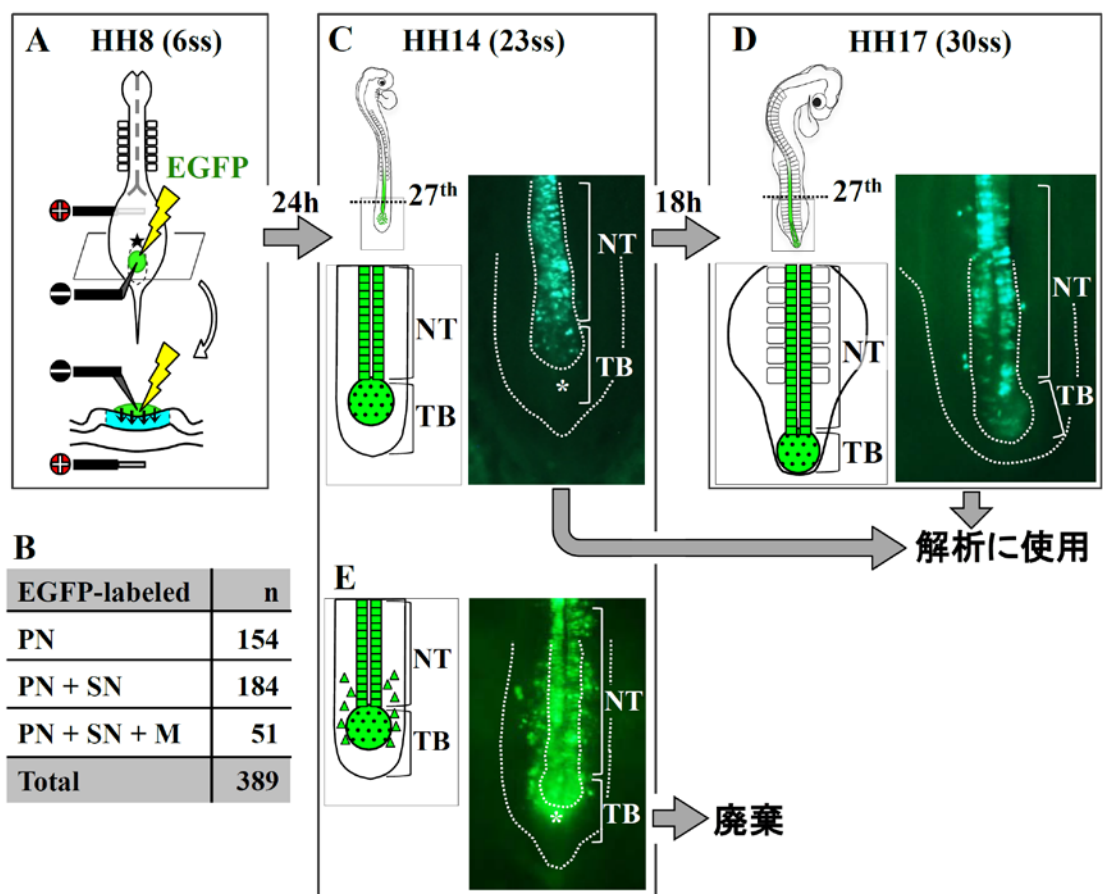 A HH8 (6ss)
EGFP
24h
C HH14 (23ss)
27th
NT
TB
NT
TB
*
18h
D HH17 (30ss)
27th
NT
TB
NT
TB
解析に使用
B
EGFP-labeled n
PN 154
PN + SN 184
PN + SN + M 51
Total 389
E
NT
TB
NT
TB
*
廃棄